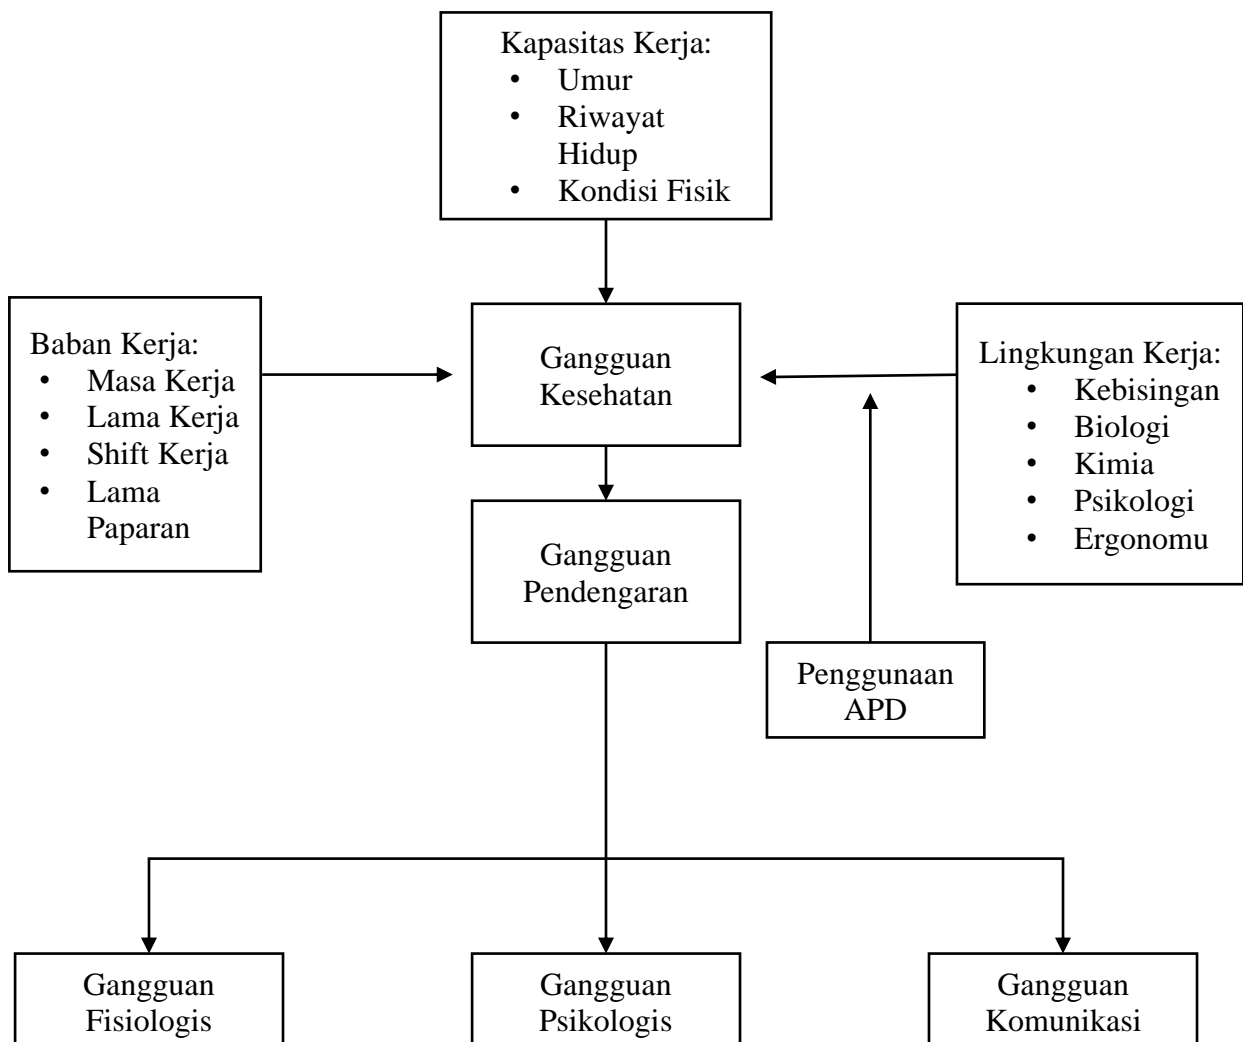 Kapasitas Kerja:
• Umur
• Riwayat
Hidup
• Kondisi Fisik
Baban Kerja:
• Masa Kerja
• Lama Kerja
• Shift Kerja
• Lama
Paparan
Gangguan
Kesehatan
Lingkungan Kerja:
• Kebisingan
• Biologi
• Kimia
• Psikologi
• Ergonomu
Gangguan
Pendengaran
Penggunaan
APD
Gangguan
Fisiologis
Gangguan
Psikologis
Gangguan
Komunikasi